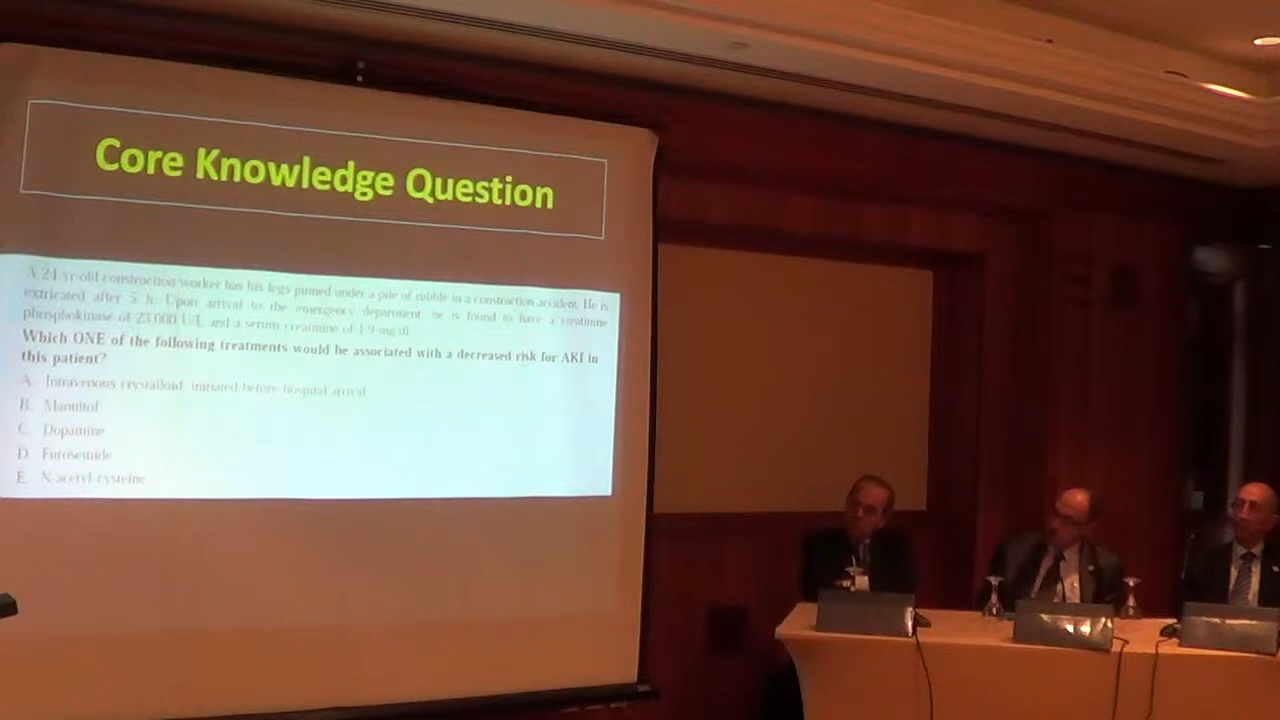 Core Knowledge Question
A 24-yr-old construction worker has his legs pinned under a pile of rubble in a construction accident. He is
extricated after 5 h. Upon arrival to the emergency department, he is found to have a creatinine
phosphokinase of 23,000 U/L and a serum creatinine of 1.9 mg/dl.
Which ONE of the following treatments would be associated with a decreased risk for AKI in
this patient?
A. Intravenous crystalloid, initiated before hospital arrival
B. Mannitol
C. Dopamine
D. Furosemide
E. N-acetyl-cysteine